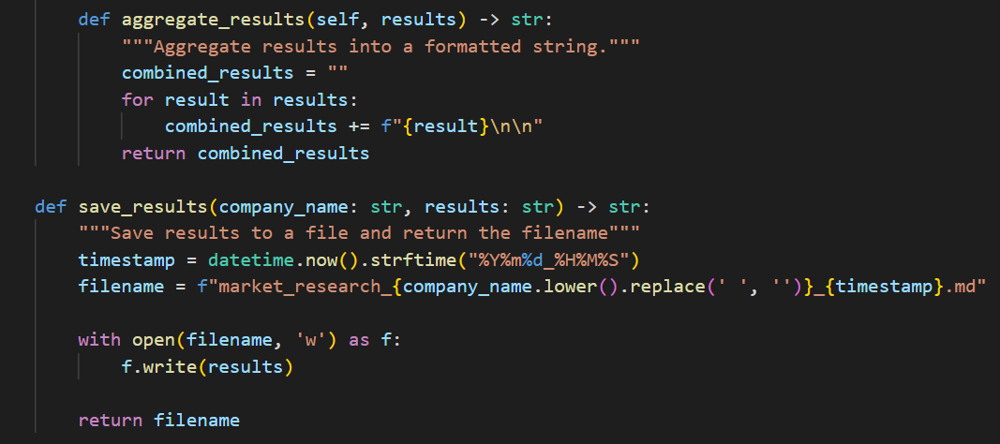 def aggregate_results(self, results) -> str:
        """Aggregate results into a formatted string."""
        combined_results = ""
        for result in results:
            combined_results += f"{result}\n\n"
        return combined_results

def save_results(company_name: str, results: str) -> str:
    """Save results to a file and return the filename"""
    timestamp = datetime.now().strftime("%Y%m%d_%H%M%S")
    filename = f"market_research_{company_name.lower().replace(' ', '')}_{timestamp}.md"

    with open(filename, 'w') as f:
        f.write(results)

    return filename